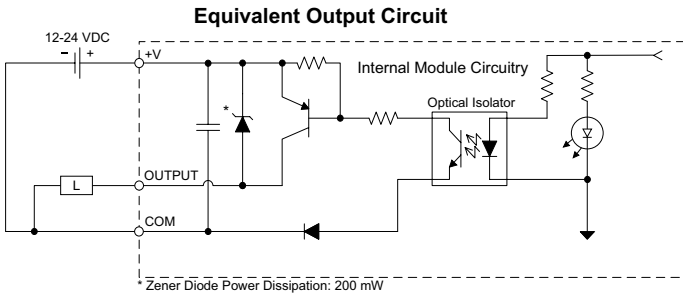 Equivalent Output Circuit
12-24 VDC
− +
+V
Internal Module Circuitry
Optical Isolator
*
OUTPUT
L
COM
* Zener Diode Power Dissipation: 200 mW